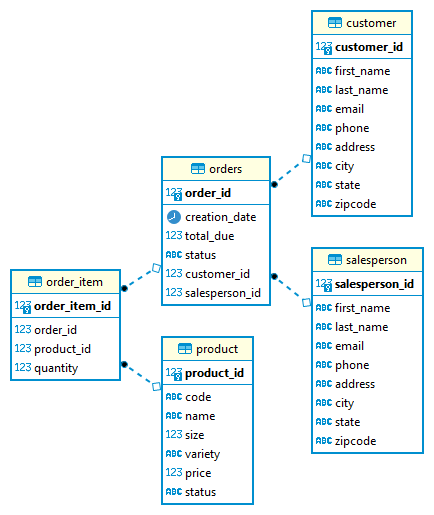 customer
123 customer_id
ABC first_name
ABC last_name
ABC email
ABC phone
ABC address
ABC city
ABC state
ABC zipcode
orders
123 order_id
creation_date
123 total_due
ABC status
123 customer_id
123 salesperson_id
salesperson
123 salesperson_id
ABC first_name
ABC last_name
ABC email
ABC phone
ABC address
ABC city
ABC state
ABC zipcode
order_item
123 order_item_id
123 order_id
123 product_id
123 quantity
product
123 product_id
ABC code
ABC name
123 size
ABC variety
123 price
ABC status